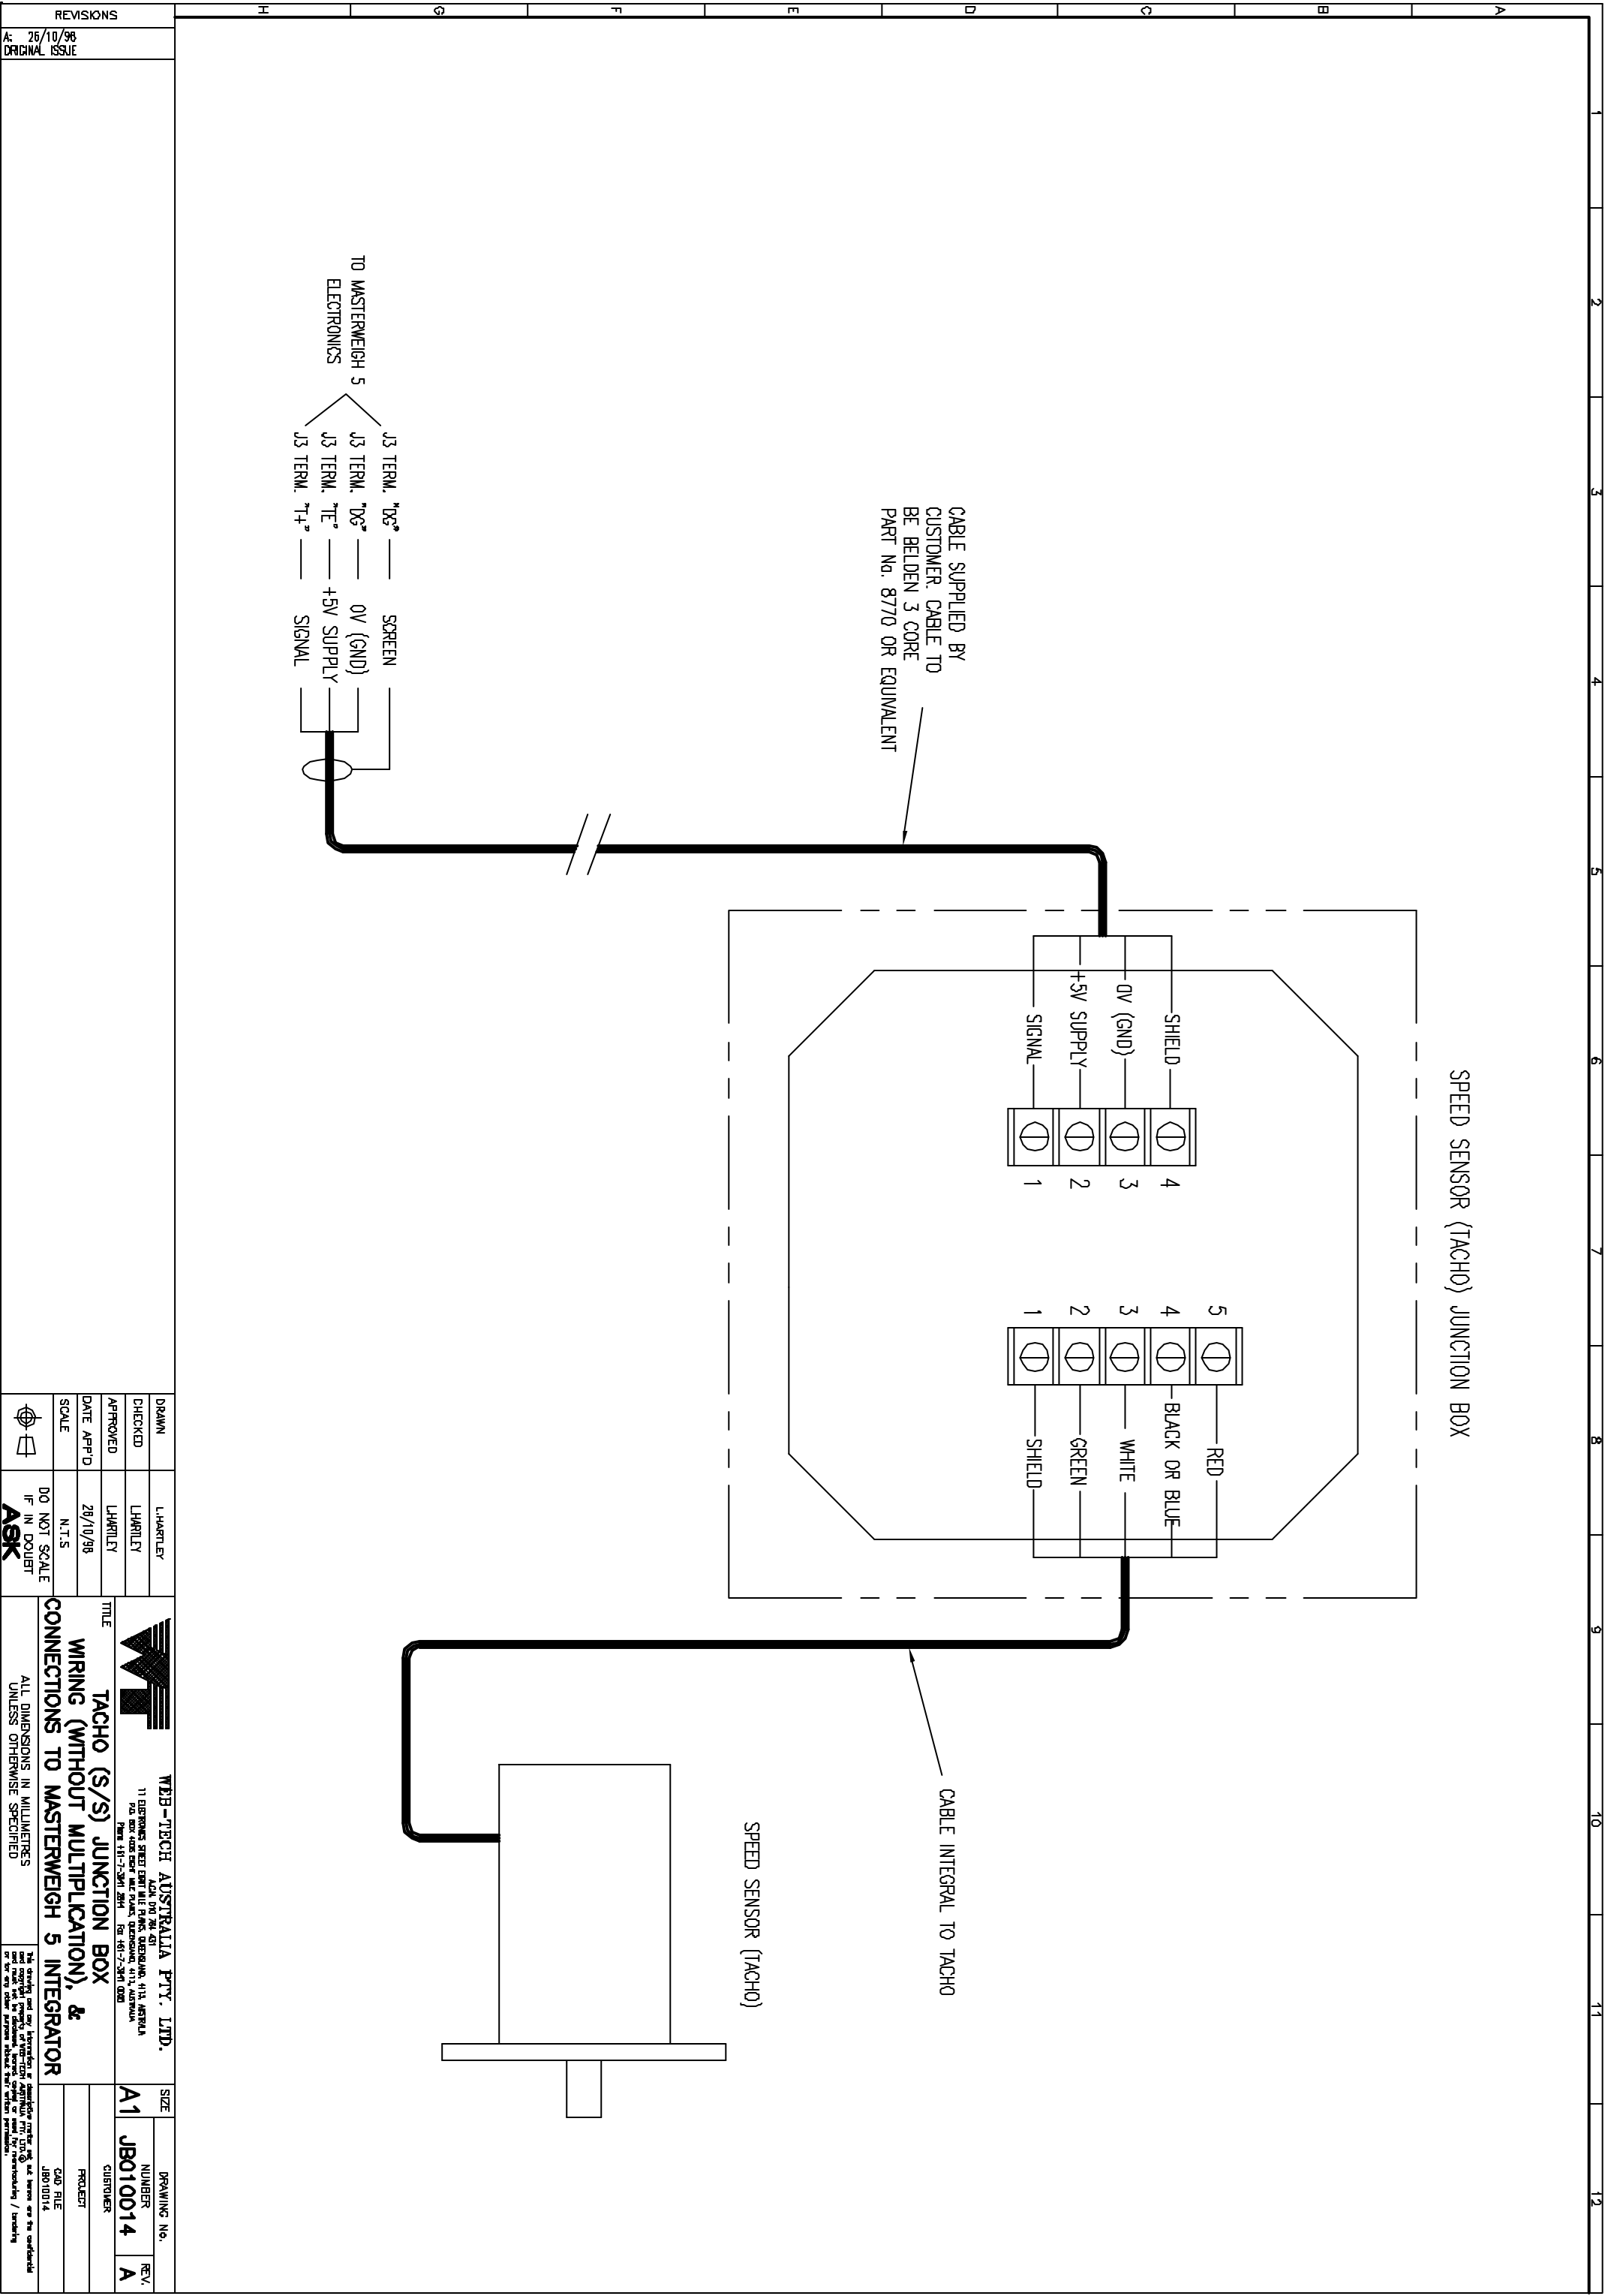 SPEED SENSOR (TACHO) JUNCTION BOX
SHIELD
0V (GND)
+5V SUPPLY
SIGNAL
4
3
2
1
5
4
3
2
1
RED
BLACK OR BLUE
WHITE
GREEN
SHIELD
CABLE SUPPLIED BY
CUSTOMER. CABLE TO
BE BELDEN 3 CORE
PART No. 8770 OR EQUIVALENT
CABLE INTEGRAL TO TACHO
SPEED SENSOR (TACHO)
TO MASTERWEIGH 5
ELECTRONICS
J3 TERM. "DG" SCREEN
J3 TERM. "DG" 0V (GND)
J3 TERM. "TE" +5V SUPPLY
J3 TERM. "T+" SIGNAL
1 2 3 4 5 6 7 8 9 10 11 12
A B C D E F G H
REVISIONS
A: 26/10/98
ORIGINAL ISSUE
DRAWN L.HARTLEY
CHECKED L.HARTLEY
APPROVED L.HARTLEY
DATE APP'D 28/10/98
SCALE N.T.S
DO NOT SCALE
IF IN DOUBT
ASK
WEB-TECH AUSTRALIA PTY. LTD.
TITLE
TACHO (S/S) JUNCTION BOX
WIRING (WITHOUT MULTIPLICATION), &
CONNECTIONS TO MASTERWEIGH 5 INTEGRATOR
ALL DIMENSIONS IN MILLIMETRES
UNLESS OTHERWISE SPECIFIED
SIZE
A1
DRAWING No.
NUMBER
JB010014
REV.
A
CUSTOMER
PROJECT
CAD FILE
JB010014